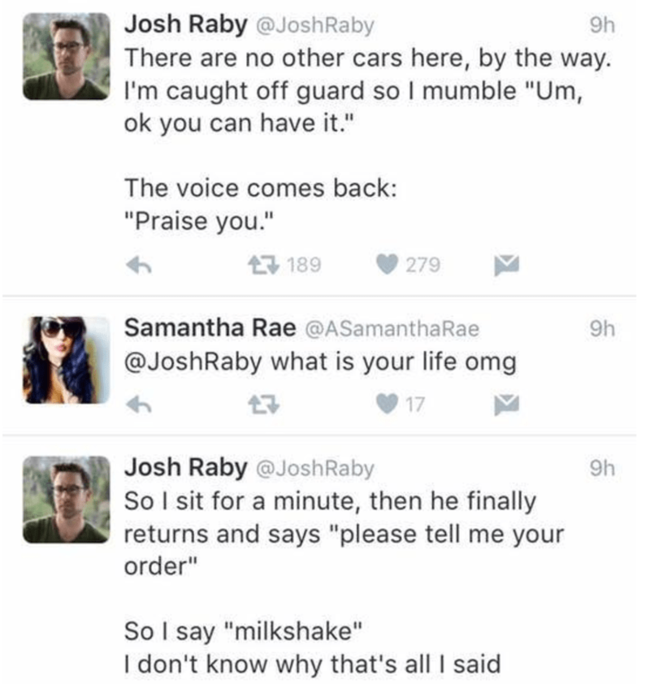 Josh Raby @JoshRaby 9h
There are no other cars here, by the way.
I'm caught off guard so I mumble "Um,
ok you can have it."
The voice comes back:
"Praise you."
189 279
Samantha Rae @ASamanthaRae 9h
@JoshRaby what is your life omg
17
Josh Raby @JoshRaby 9h
So I sit for a minute, then he finally
returns and says "please tell me your
order"
So I say "milkshake"
I don't know why that's all I said